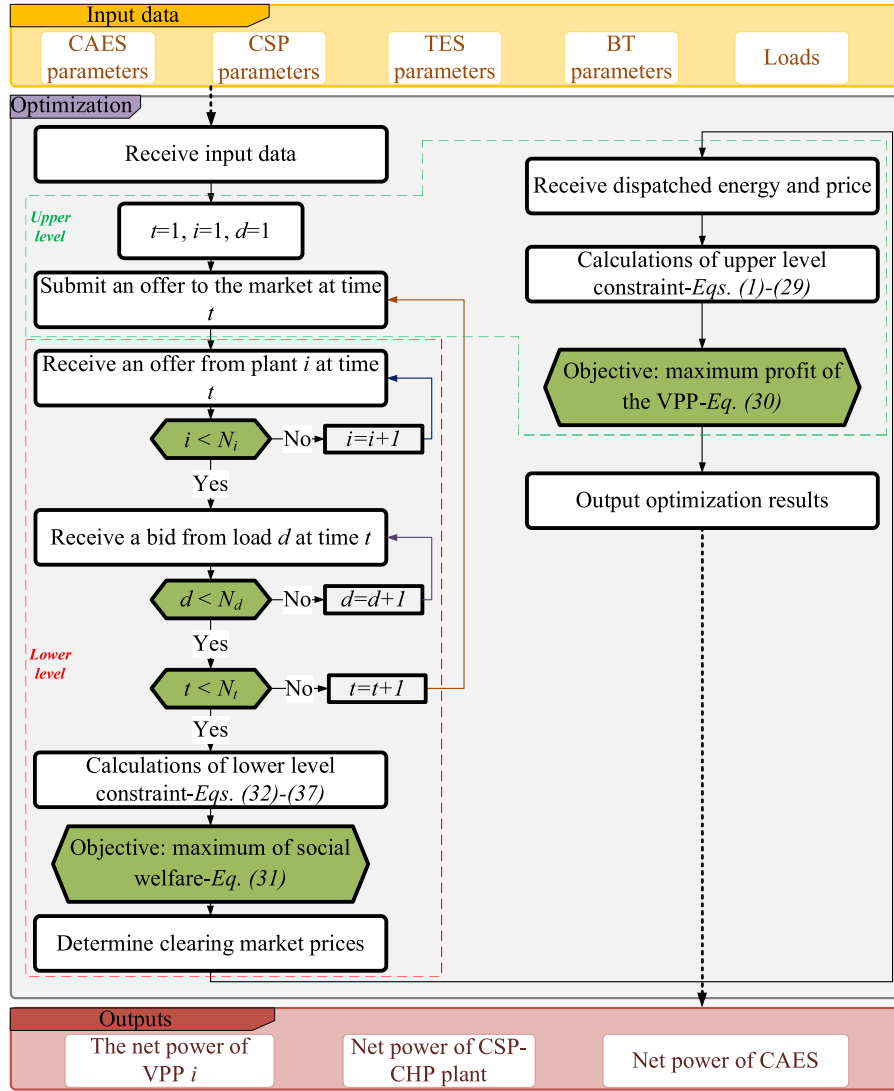 Input data
CAES
parameters
CSP
parameters
TES
parameters
BT
parameters
Loads
Optimization
Receive input data
Upper
level
t=1, i=1, d=1
Submit an offer to the market at time
t
Receive an offer from plant i at time
t
i < N_i
No
i=i+1
Yes
Receive a bid from load d at time t
d < N_d
No
d=d+1
Yes
Lower
level
t < N_t
No
t=t+1
Yes
Calculations of lower level
constraint-Eqs. (32)-(37)
Objective: maximum of social
welfare-Eq. (31)
Determine clearing market prices
Receive dispatched energy and price
Calculations of upper level
constraint-Eqs. (1)-(29)
Objective: maximum profit of
the VPP-Eq. (30)
Output optimization results
Outputs
The net power of
VPP i
Net power of CSP-
CHP plant
Net power of CAES